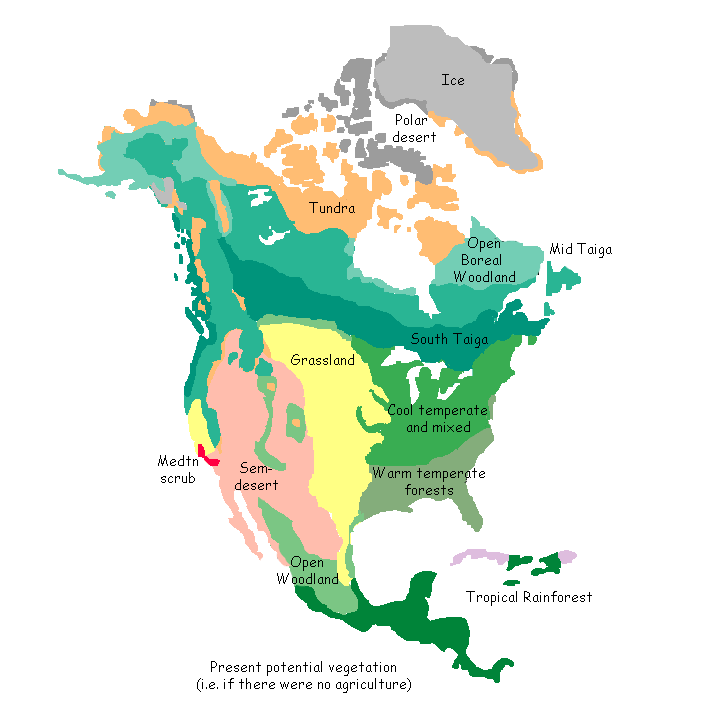 Ice
Polar
desert
Tundra
Open
Boreal
Woodland
Mid Taiga
South Taiga
Grassland
Cool temperate
and mixed
Medtn
scrub
Sem-
desert
Warm temperate
forests
Open
Woodland
Tropical Rainforest
Present potential vegetation
(i.e. if there were no agriculture)